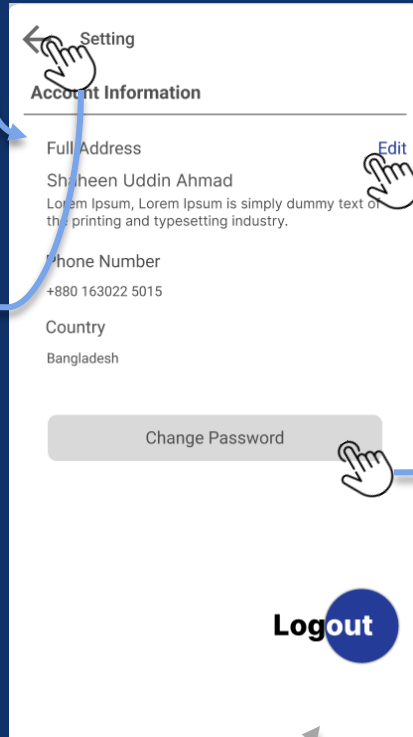 Setting
Account Information
Full Address
Edit
Shaheen Uddin Ahmad
Lorem Ipsum, Lorem Ipsum is simply dummy text of
the printing and typesetting industry.
Phone Number
+880 163022 5015
Country
Bangladesh
Change Password
Logout